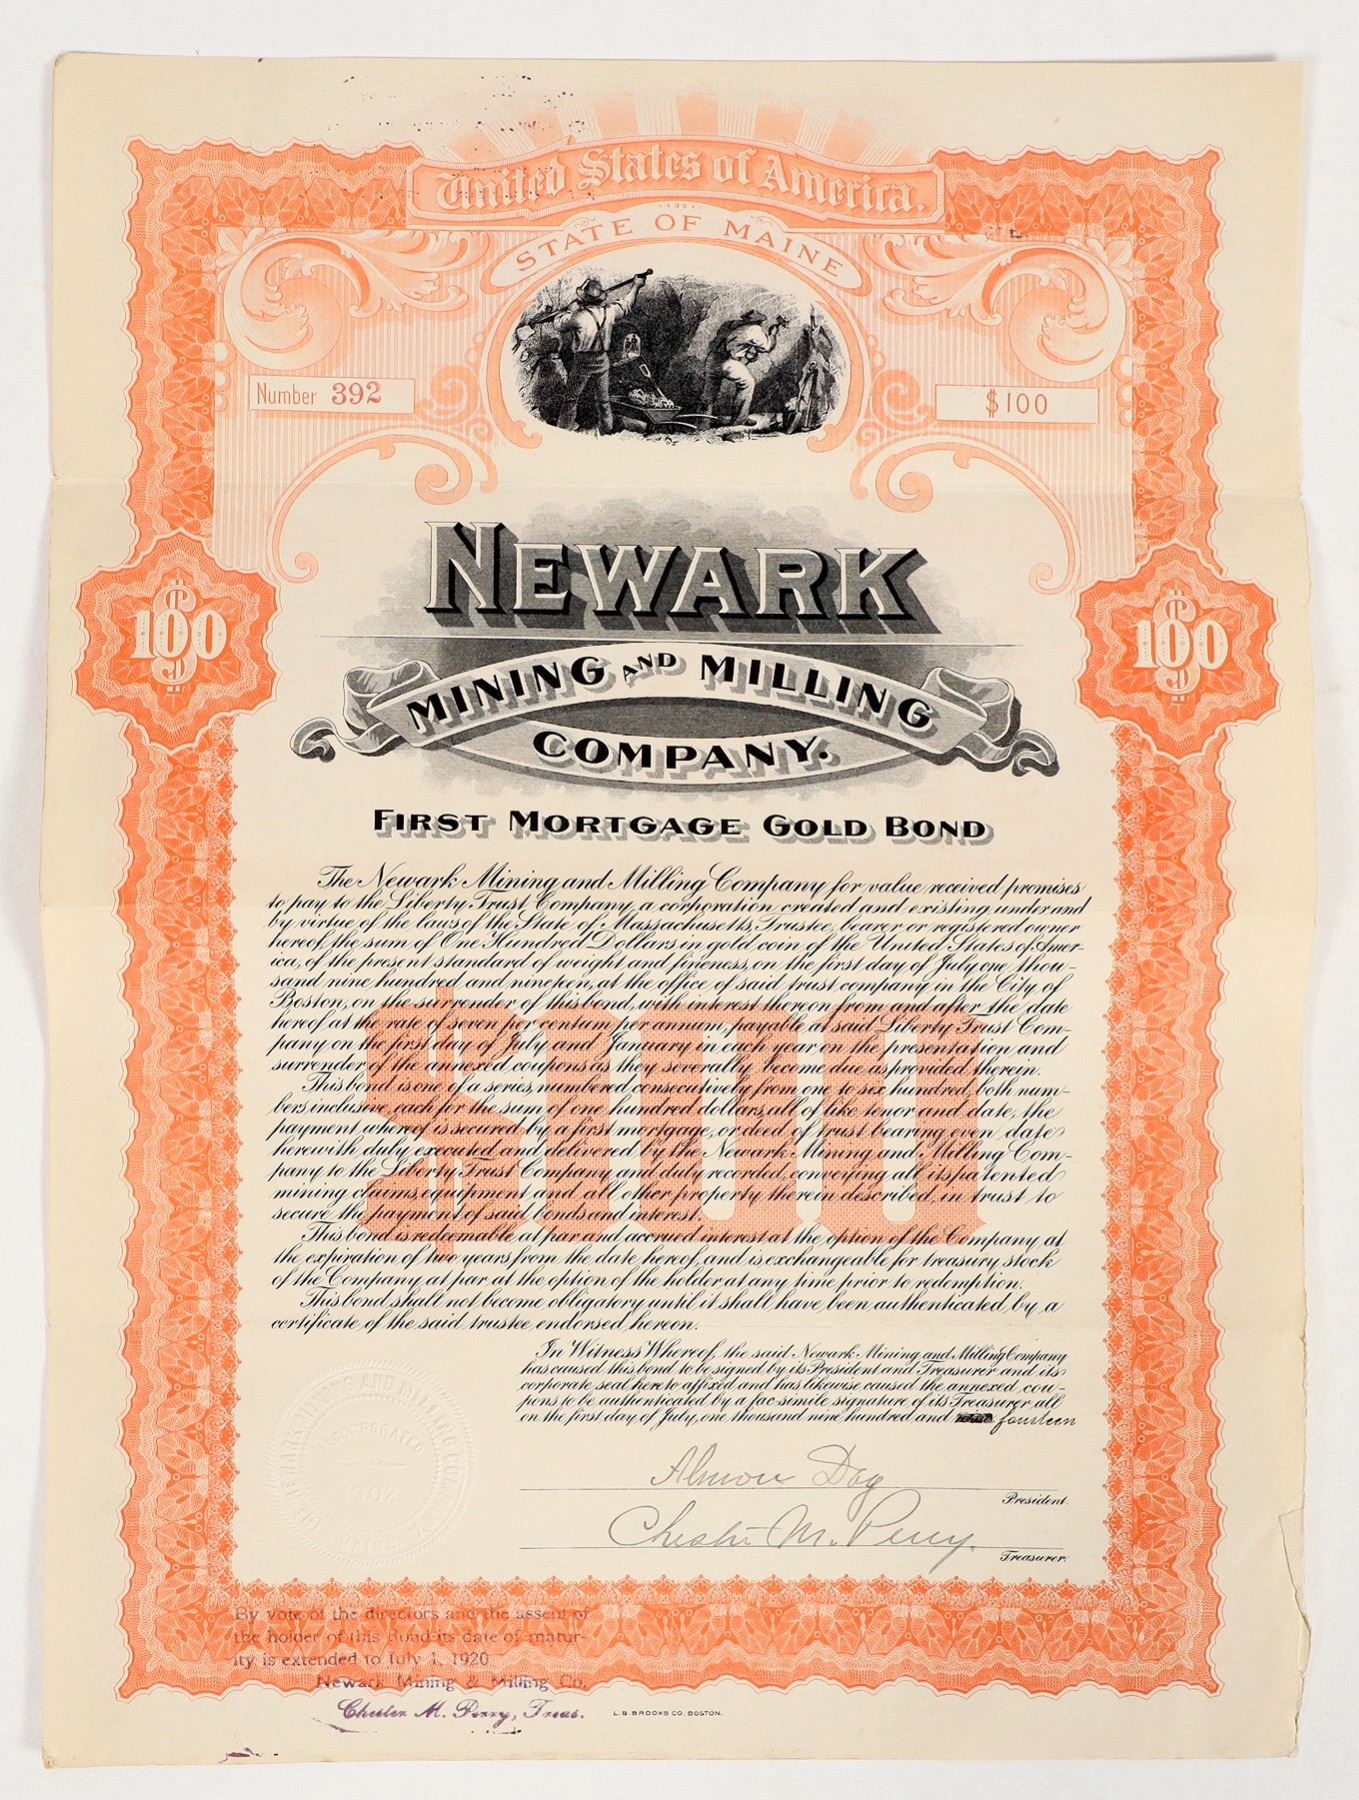 United States of America.
STATE OF MAINE
Number 392
$100
NEWARK
$100
$100
MINING AND MILLING
COMPANY.
FIRST MORTGAGE GOLD BOND
The Newark Mining and Milling Company for value received promises
to pay to the Liberty Trust Company, a corporation created and existing under and
by virtue of the laws of the State of Massachusetts, Trustee, bearer or registered owner
hereof, the sum of One Hundred Dollars in gold coin of the United States of Amer-
ica, of the present standard of weight and fineness, on the first day of July one thou-
sand nine hundred and nineteen, at the office of said trust company in the City of
Boston, on the surrender of this bond, with interest thereon from and after the date
hereof at the rate of seven per centum per annum, payable at said Liberty Trust Com-
pany on the first day of July and January in each year on the presentation and
surrender of the annexed coupons as they severally become due as provided therein.
This bond is one of a series, numbered consecutively from one to six hundred, both num-
bers inclusive, each for the sum of one hundred dollars, all of like tenor and date, the
payment whereof is secured by a first mortgage, or deed of trust bearing even date
herewith duly executed and delivered by the Newark Mining and Milling Com-
pany to the Liberty Trust Company and duly recorded, conveying all its patented
mining claims, equipment and all other property therein described, in trust to
secure the payment of said bonds and interest.
This bond is redeemable at par and accrued interest at the option of the Company at
the expiration of two years from the date hereof, and is exchangeable for treasury stock
of the Company at par at the option of the holder at any time prior to redemption.
This bond shall not become obligatory until it shall have been authenticated by a
certificate of the said trustee, endorsed hereon.
$100
In Witness Whereof, the said Newark Mining and Milling Company
has caused this bond to be signed by its President and Treasurer and its
corporate seal hereto affixed and has likewise caused the annexed cou-
pons to be authenticated by a fac-simile signature of its Treasurer all
on the first day of July, one thousand nine hundred and fourteen
1902
Almon Day
President.
Chester M. Perry.
Treasurer.
By vote of the directors and the assent of
the holder of this Bond its date of matur-
ity is extended to July 1, 1920
Newark Mining & Milling Co.
Chester M. Perry, Treas.
L.B. BROOKS CO. BOSTON.